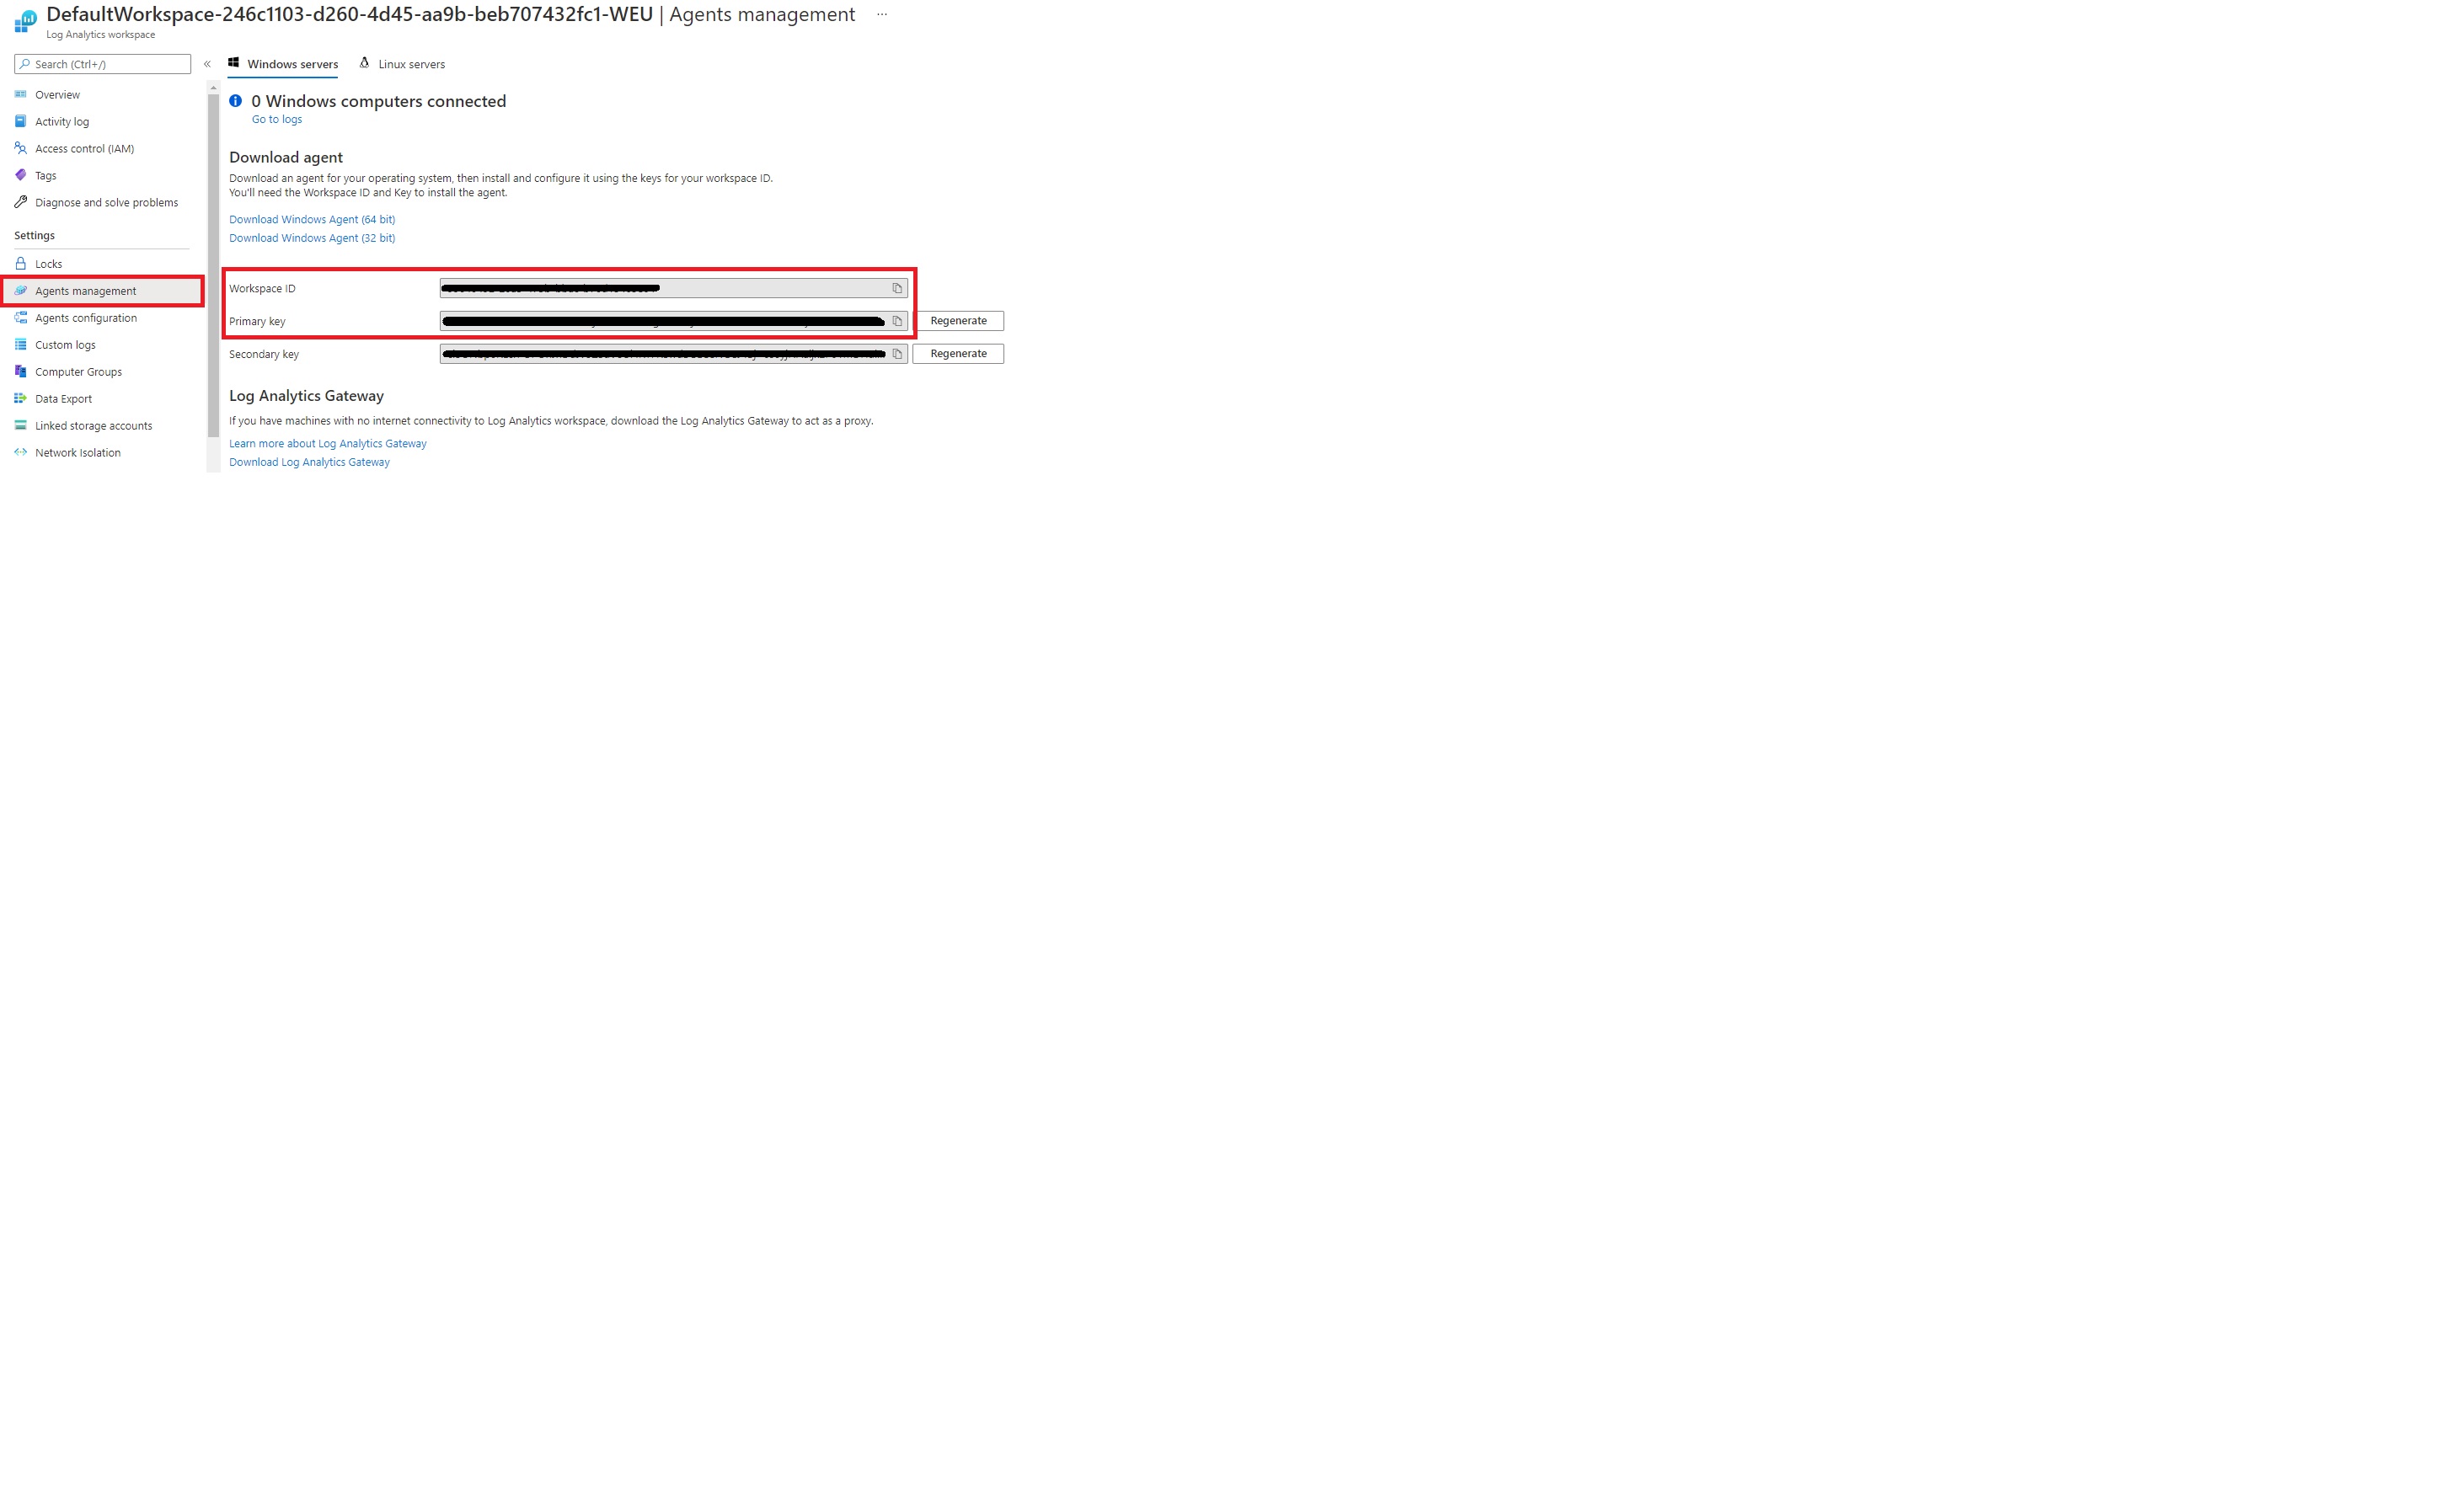 DefaultWorkspace-246c1103-d260-4d45-aa9b-beb707432fc1-WEU | Agents management ...
Log Analytics workspace
Search (Ctrl+/)
«
Windows servers
Linux servers
Overview
Activity log
Access control (IAM)
Tags
Diagnose and solve problems
Settings
Locks
Agents management
Agents configuration
Custom logs
Computer Groups
Data Export
Linked storage accounts
Network Isolation
0 Windows computers connected
Go to logs
Download agent
Download an agent for your operating system, then install and configure it using the keys for your workspace ID.
You'll need the Workspace ID and Key to install the agent.
Download Windows Agent (64 bit)
Download Windows Agent (32 bit)
Workspace ID
Primary key
Regenerate
Secondary key
Regenerate
Log Analytics Gateway
If you have machines with no internet connectivity to Log Analytics workspace, download the Log Analytics Gateway to act as a proxy.
Learn more about Log Analytics Gateway
Download Log Analytics Gateway